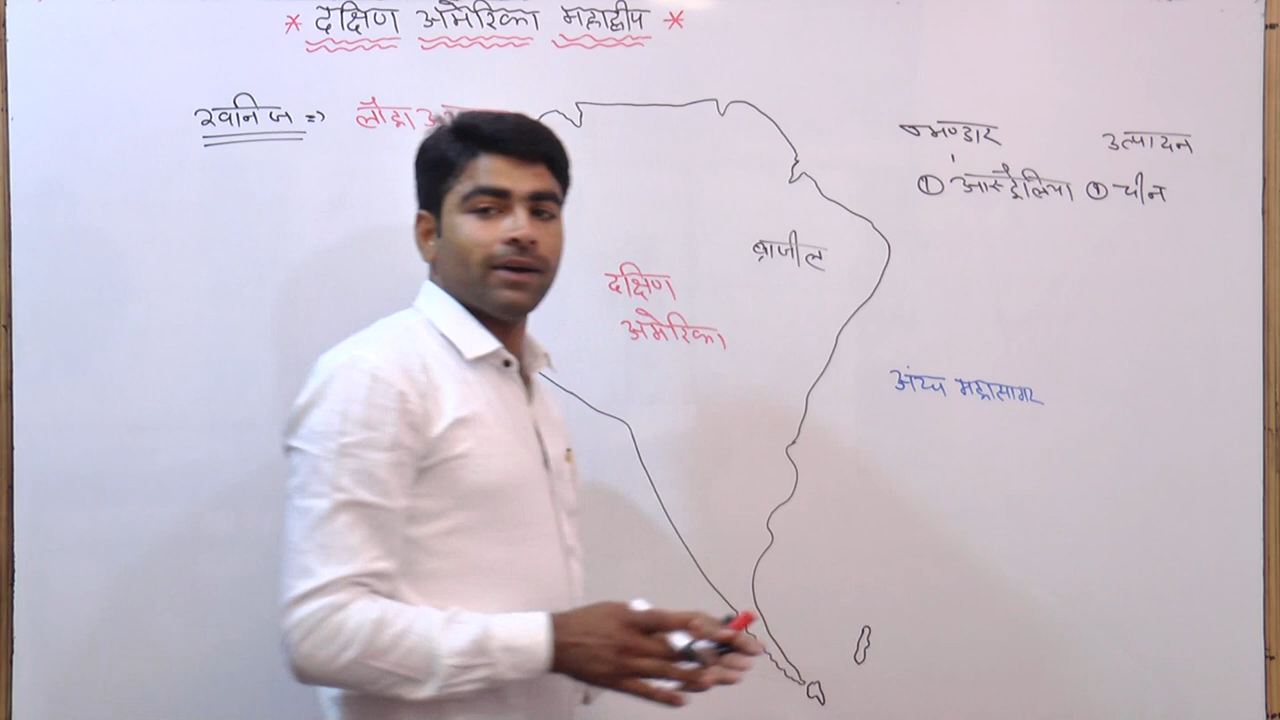 * दक्षिण अमेरिका महाद्वीप *
खनिज => लौहा
भण्डार उत्पादन
① आस्ट्रेलिया ① चीन
ब्राजील
दक्षिण
अमेरिका
अंध महासागर